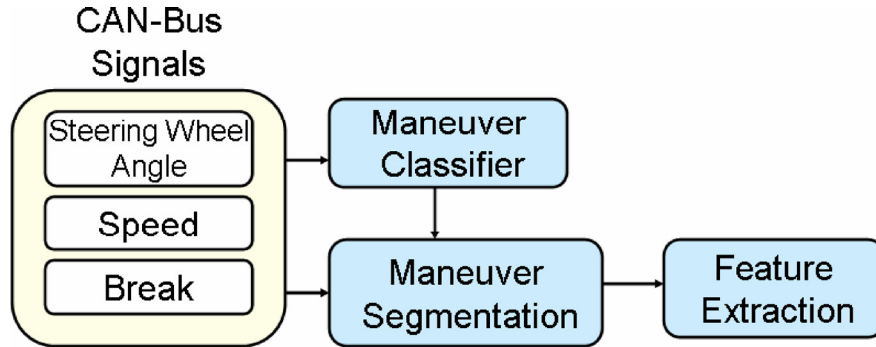 CAN-Bus
Signals
Steering Wheel
Angle
Speed
Break
Maneuver
Classifier
Maneuver
Segmentation
Feature
Extraction